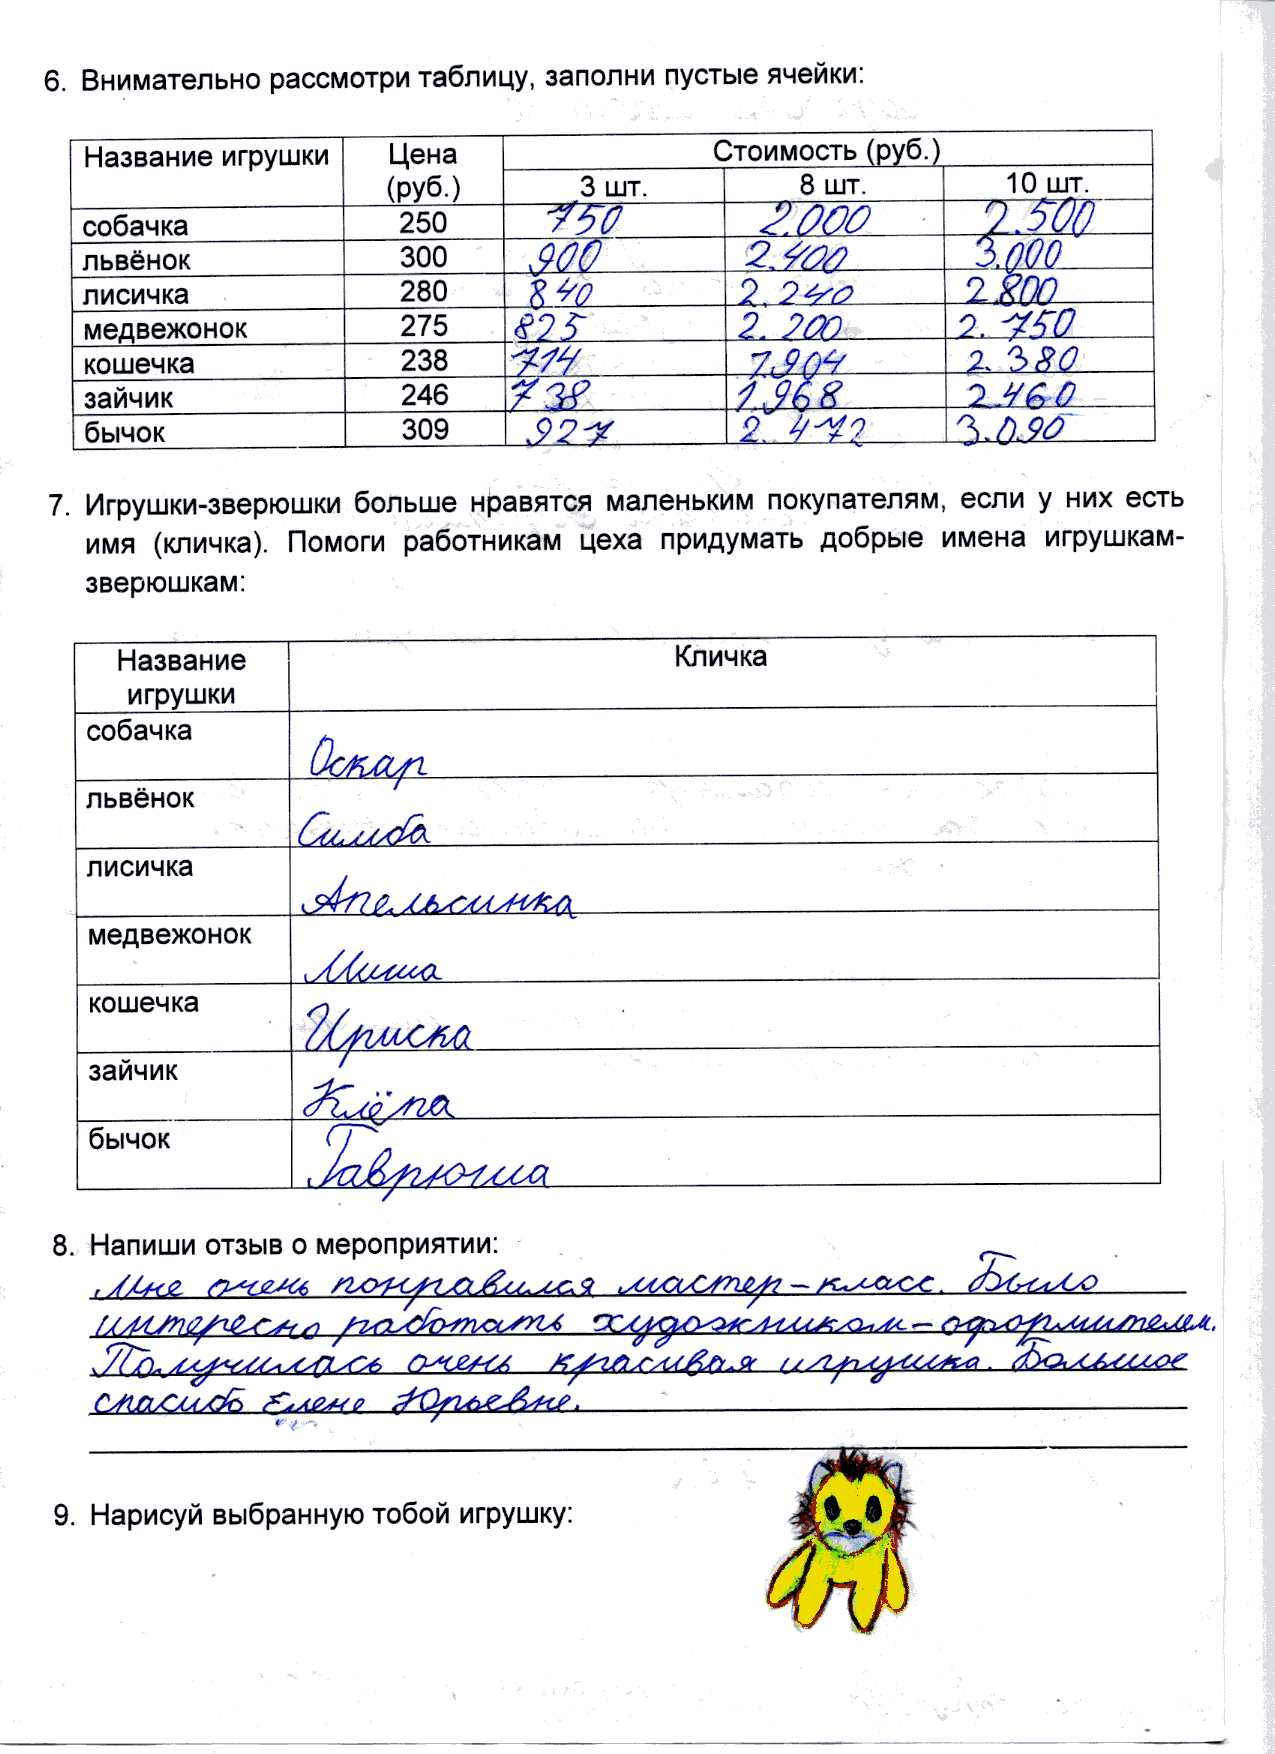 6. Внимательно рассмотри таблицу, заполни пустые ячейки:
Название игрушки Цена (руб.) Стоимость (руб.)
3 шт. 8 шт. 10 шт.
собачка 250 750 2.000 2.500
львёнок 300 900 2.400 3.000
лисичка 280 840 2.240 2.800
медвежонок 275 825 2.200 2.750
кошечка 238 714 1.904 2.380
зайчик 246 738 1.968 2.460
бычок 309 927 2.472 3.090
7. Игрушки-зверюшки больше нравятся маленьким покупателям, если у них есть
имя (кличка). Помоги работникам цеха придумать добрые имена игрушкам-
зверюшкам:
Название игрушки Кличка
собачка Оскар
львёнок Симба
лисичка Апельсинка
медвежонок Миша
кошечка Ириска
зайчик Клёпа
бычок Гаврюша
8. Напиши отзыв о мероприятии:
Мне очень понравился мастер-класс. Было
интересно работать художником-оформителем.
Получилась очень красивая игрушка. Большое
спасибо Елене Юрьевне.
9. Нарисуй выбранную тобой игрушку: